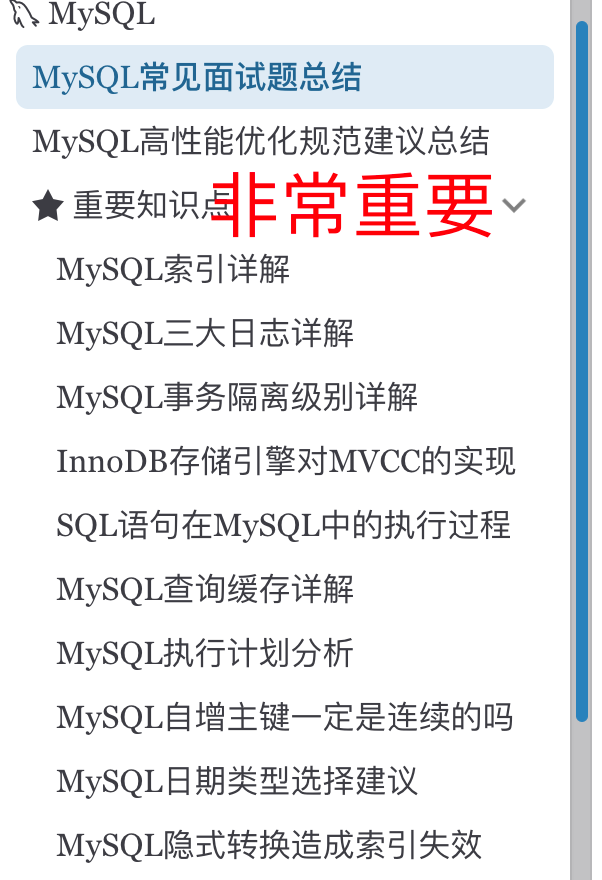 MySQL
MySQL常见面试题总结
MySQL高性能优化规范建议总结
重要知识点
非常重要
MySQL索引详解
MySQL三大日志详解
MySQL事务隔离级别详解
InnoDB存储引擎对MVCC的实现
SQL语句在MySQL中的执行过程
MySQL查询缓存详解
MySQL执行计划分析
MySQL自增主键一定是连续的吗
MySQL日期类型选择建议
MySQL隐式转换造成索引失效